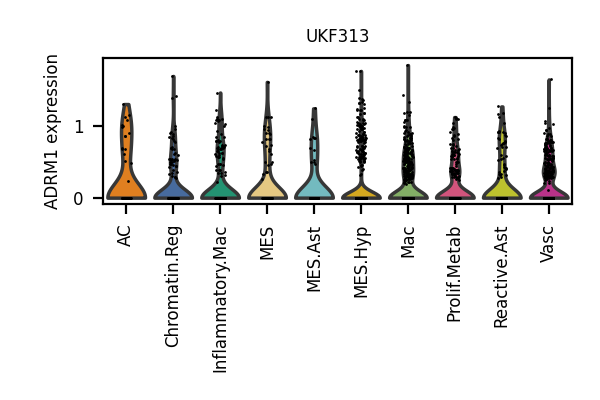 UKF313
ADRM1 expression
1
0
AC
Chromatin.Reg
Inflammatory.Mac
MES
MES.Ast
MES.Hyp
Mac
Prolif.Metab
Reactive.Ast
Vasc